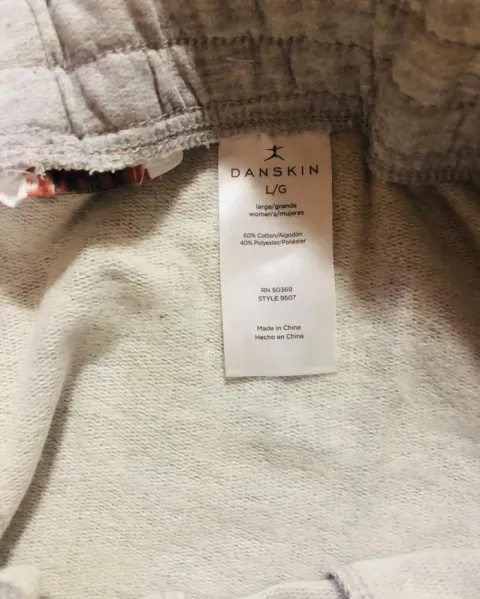 DANSKIN
L/G
large/grande
women's/mujeres
60% Cotton/Algodón
40% Polyester/Poliéster
RN 50369
STYLE 9507
Made in China
Hecho en China